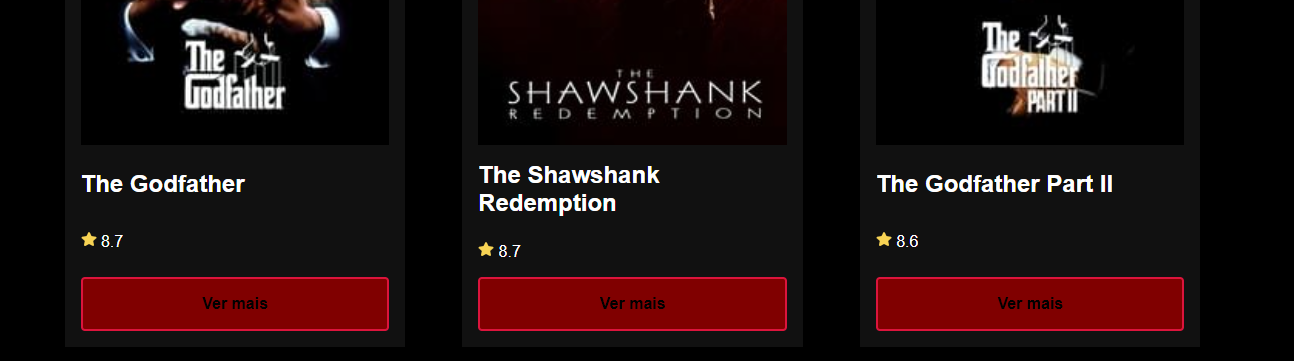 The
Godfather
THE
SHAWSHANK
REDEMPTION
The
Godfather
PART II
The Godfather
The Shawshank
Redemption
The Godfather Part II
8.7
8.7
8.6
Ver mais
Ver mais
Ver mais